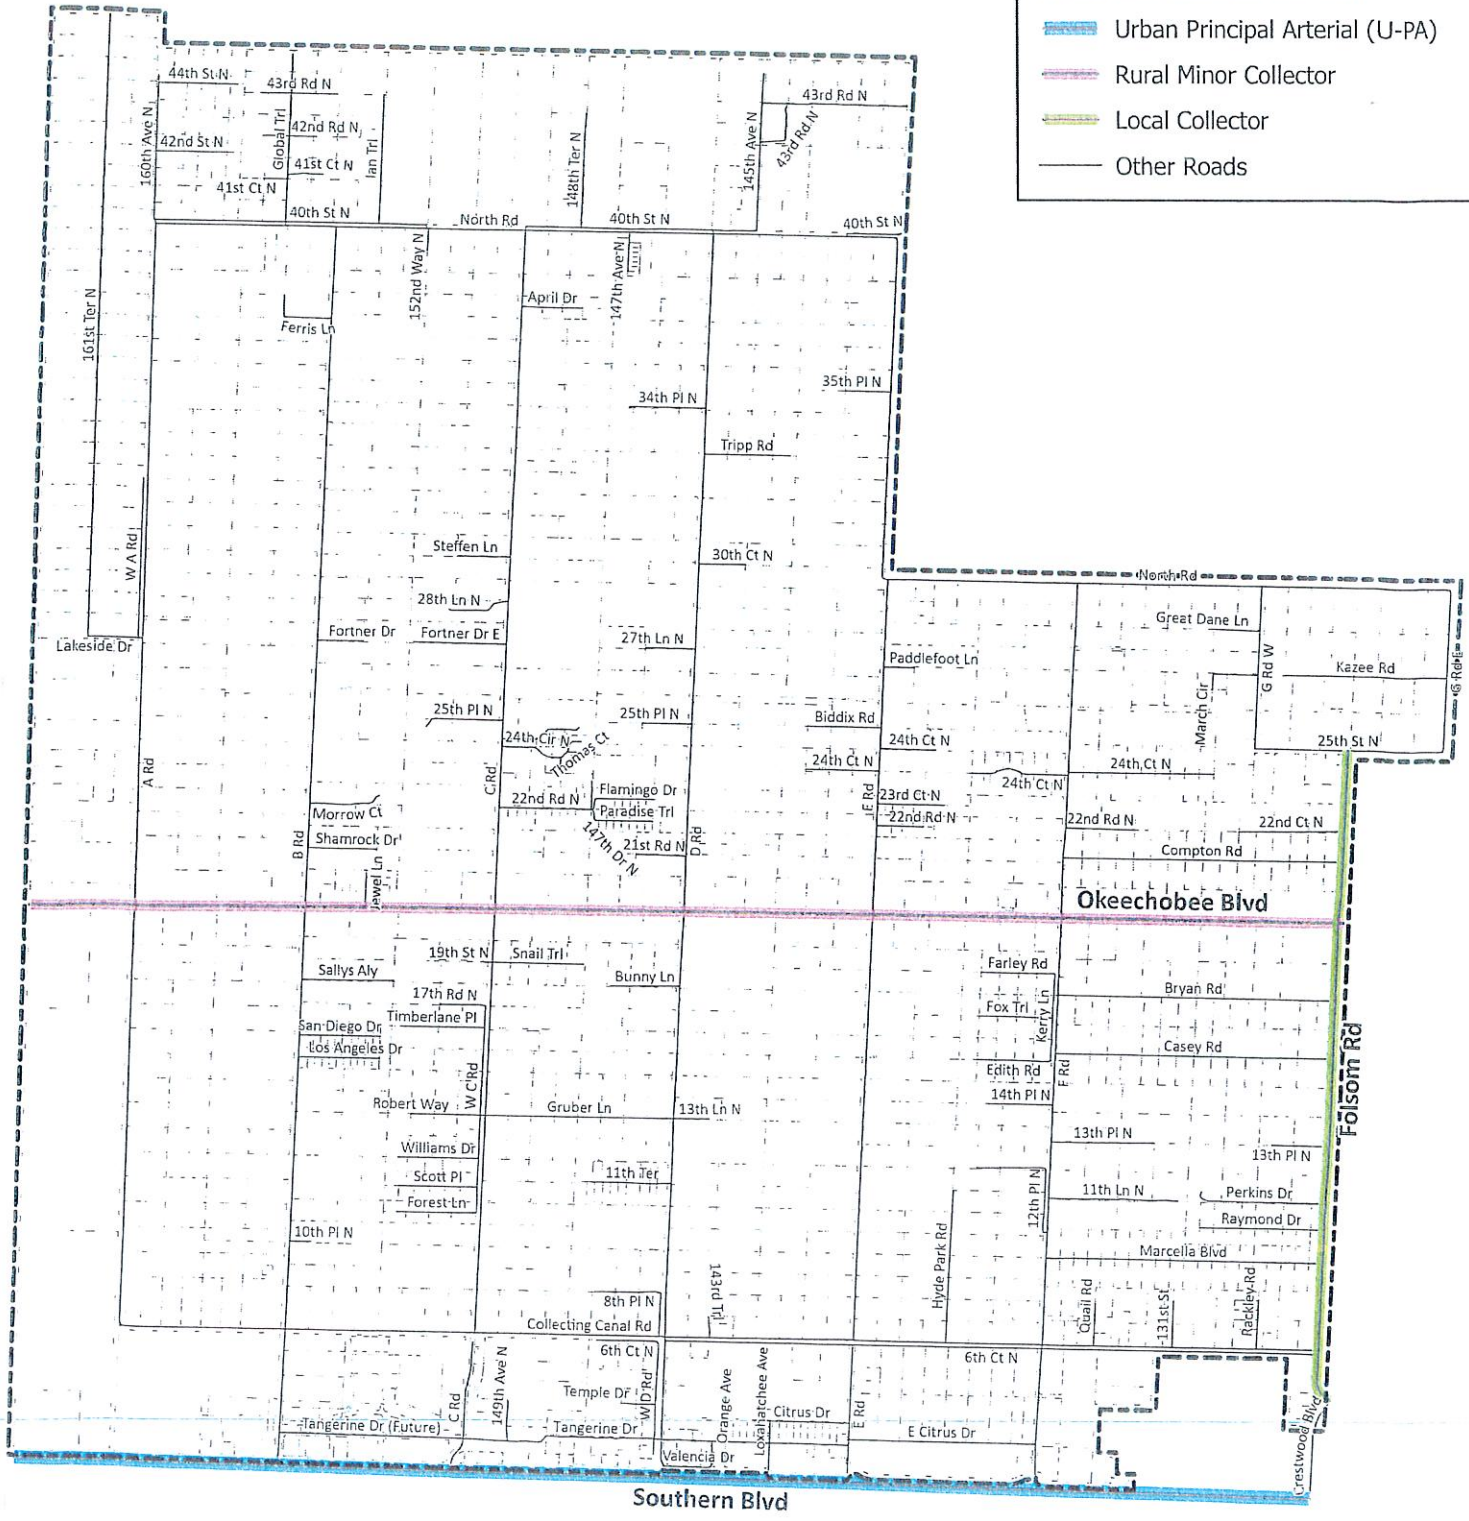 Urban Principal Arterial (U-PA)
Rural Minor Collector
Local Collector
Other Roads
44th St N
43rd Rd N
43rd Rd N
160th Ave N
Global Trl
42nd Rd N
Ian Trl
148th Ter N
145th Ave N
43rd Rd N
42nd St N
41st Ct N
41st Ct N
40th St N
North Rd
40th St N
40th St N
161st Ter N
152nd Way N
147th Ave N
April Dr
Ferris Ln
35th Pl N
34th Pl N
Tripp Rd
W A Rd
Steffen Ln
30th Ct N
North Rd
28th Ln N
Great Dane Ln
Fortner Dr
Fortner Dr E
27th Ln N
Lakeside Dr
Paddlefoot Ln
G Rd W
Kazee Rd
G Rd E
March Cir
25th Pl N
25th Pl N
Biddix Rd
24th Cir N
Thomas Ct
24th Ct N
25th St N
A Rd
C Rd
24th Ct N
24th Ct N
24th Ct N
Flamingo Dr
E Rd
23rd Ct N
22nd Rd N
Paradise Trl
Morrow Ct
22nd Rd N
22nd Rd N
22nd Ct N
B Rd
Shamrock Dr
147th Dr N
21st Rd N
D Rd
Compton Rd
Jewel Ln
Okeechobee Blvd
19th St N
Snail Trl
Farley Rd
Sallys Aly
Bunny Ln
17th Rd N
Bryan Rd
Timberlane Pl
Fox Trl
Kerry Ln
San Diego Dr
Los Angeles Dr
Casey Rd
Folsom Rd
W C Rd
Edith Rd
F Rd
14th Pl N
Robert Way
Gruber Ln
13th Ln N
13th Pl N
Williams Dr
13th Pl N
Scott Pl
11th Ter
12th Pl N
11th Ln N
Perkins Dr
Forest Ln
Raymond Dr
10th Pl N
Hyde Park Rd
Marcella Blvd
143rd Trl
Quail Rd
131st St
Rackley Rd
8th Pl N
Collecting Canal Rd
6th Ct N
6th Ct N
149th Ave N
Temple Dr
W D Rd
Orange Ave
Loxahatchee Ave
C Rd
Citrus Dr
E Rd
Tangerine Dr (Future)
Tangerine Dr
E Citrus Dr
Crestwood Blvd
Valencia Dr
Southern Blvd